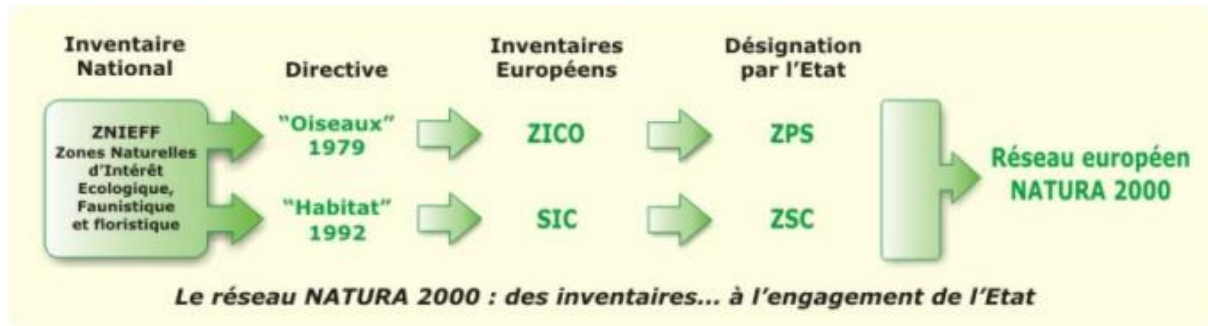 Inventaire
National
Directive
Inventaires
Européens
Désignation
par l'Etat
ZNIEFF
Zones Naturelles
d'Intérêt
Ecologique,
Faunistique
et floristique
"Oiseaux"
1979
ZICO
ZPS
"Habitat"
1992
SIC
ZSC
Réseau européen
NATURA 2000
Le réseau NATURA 2000 : des inventaires... à l'engagement de l'Etat